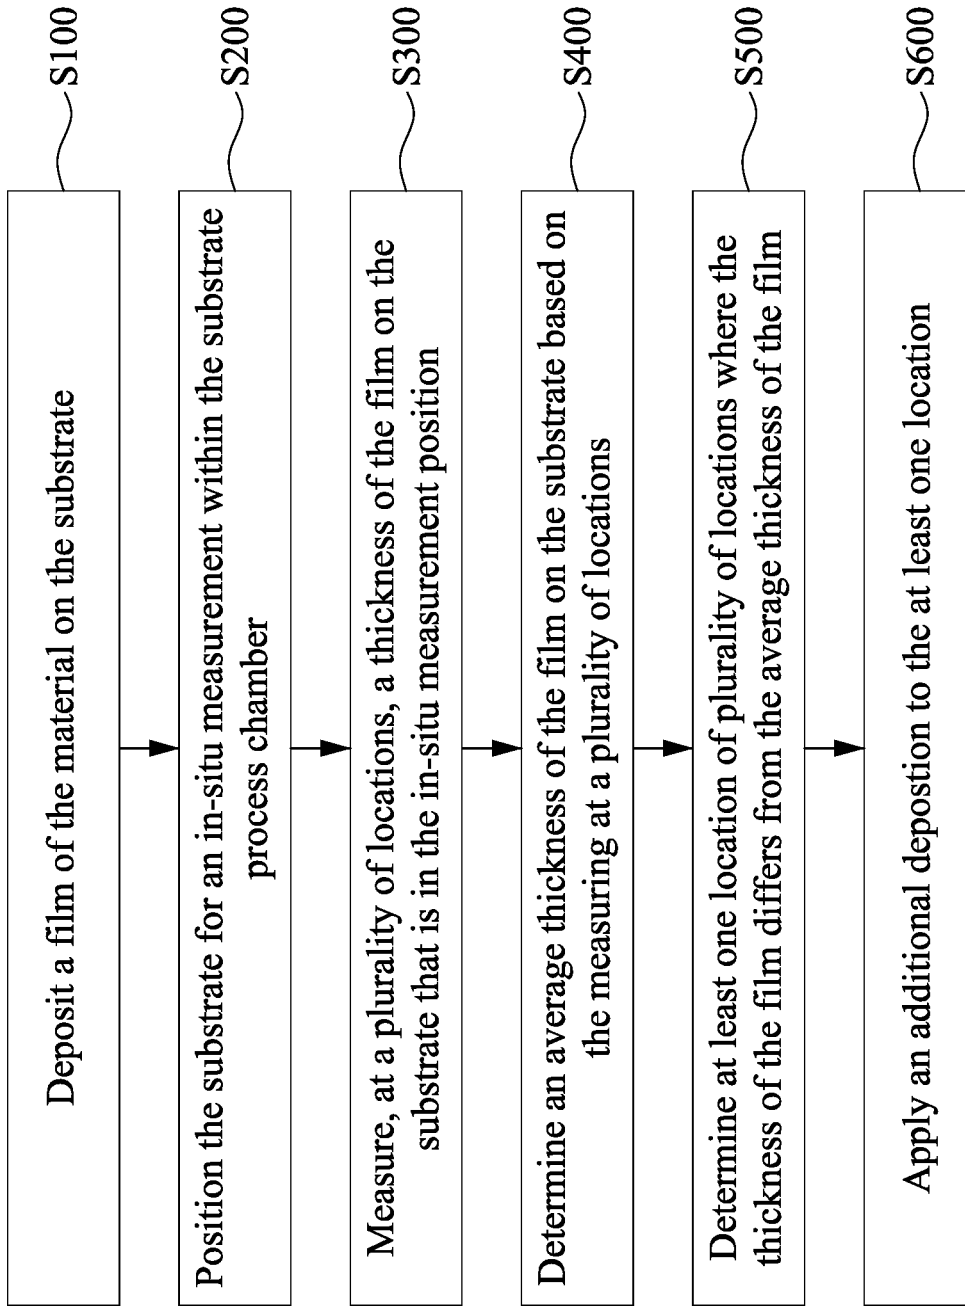 Deposit a film of the material on the substrate
S100
Position the substrate for an in-situ measurement within the substrate
process chamber
S200
Measure, at a plurality of locations, a thickness of the film on the
substrate that is in the in-situ measurement position
S300
Determine an average thickness of the film on the substrate based on
the measuring at a plurality of locations
S400
Determine at least one location of plurality of locations where the
thickness of the film differs from the average thickness of the film
S500
Apply an additional depostion to the at least one location
S600